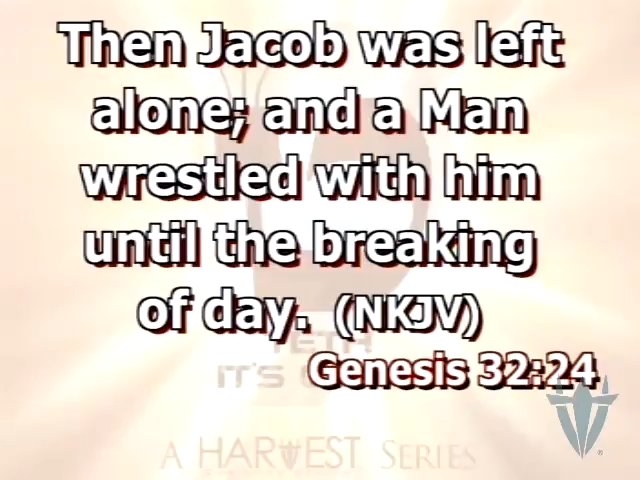 Then Jacob was left
alone; and a Man
wrestled with him
until the breaking
of day. (NKJV)
Genesis 32:24
IT'S
A HARVEST SERIES
®